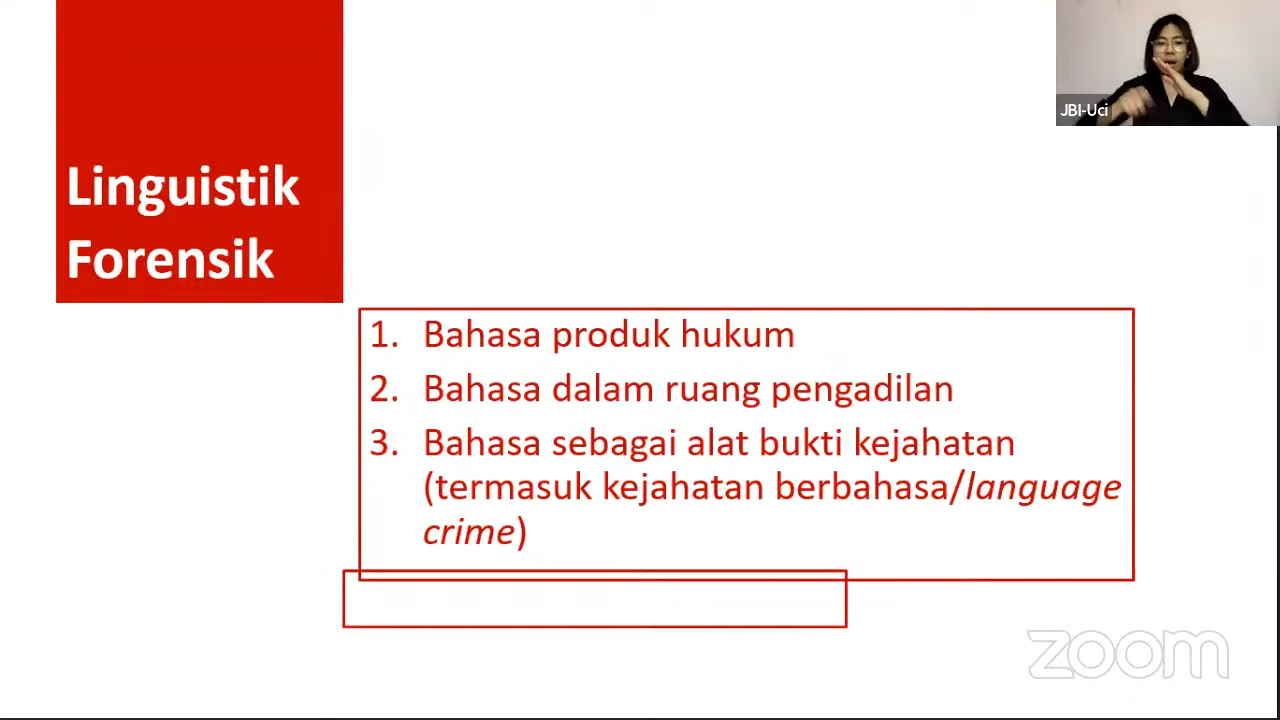 JBI-Uci
Linguistik
Forensik
1. Bahasa produk hukum
2. Bahasa dalam ruang pengadilan
3. Bahasa sebagai alat bukti kejahatan
(termasuk kejahatan berbahasa/language
crime)
zoom